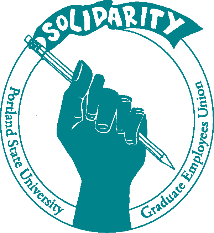 SOLIDARITY
Portland State University
Graduate Employees Union